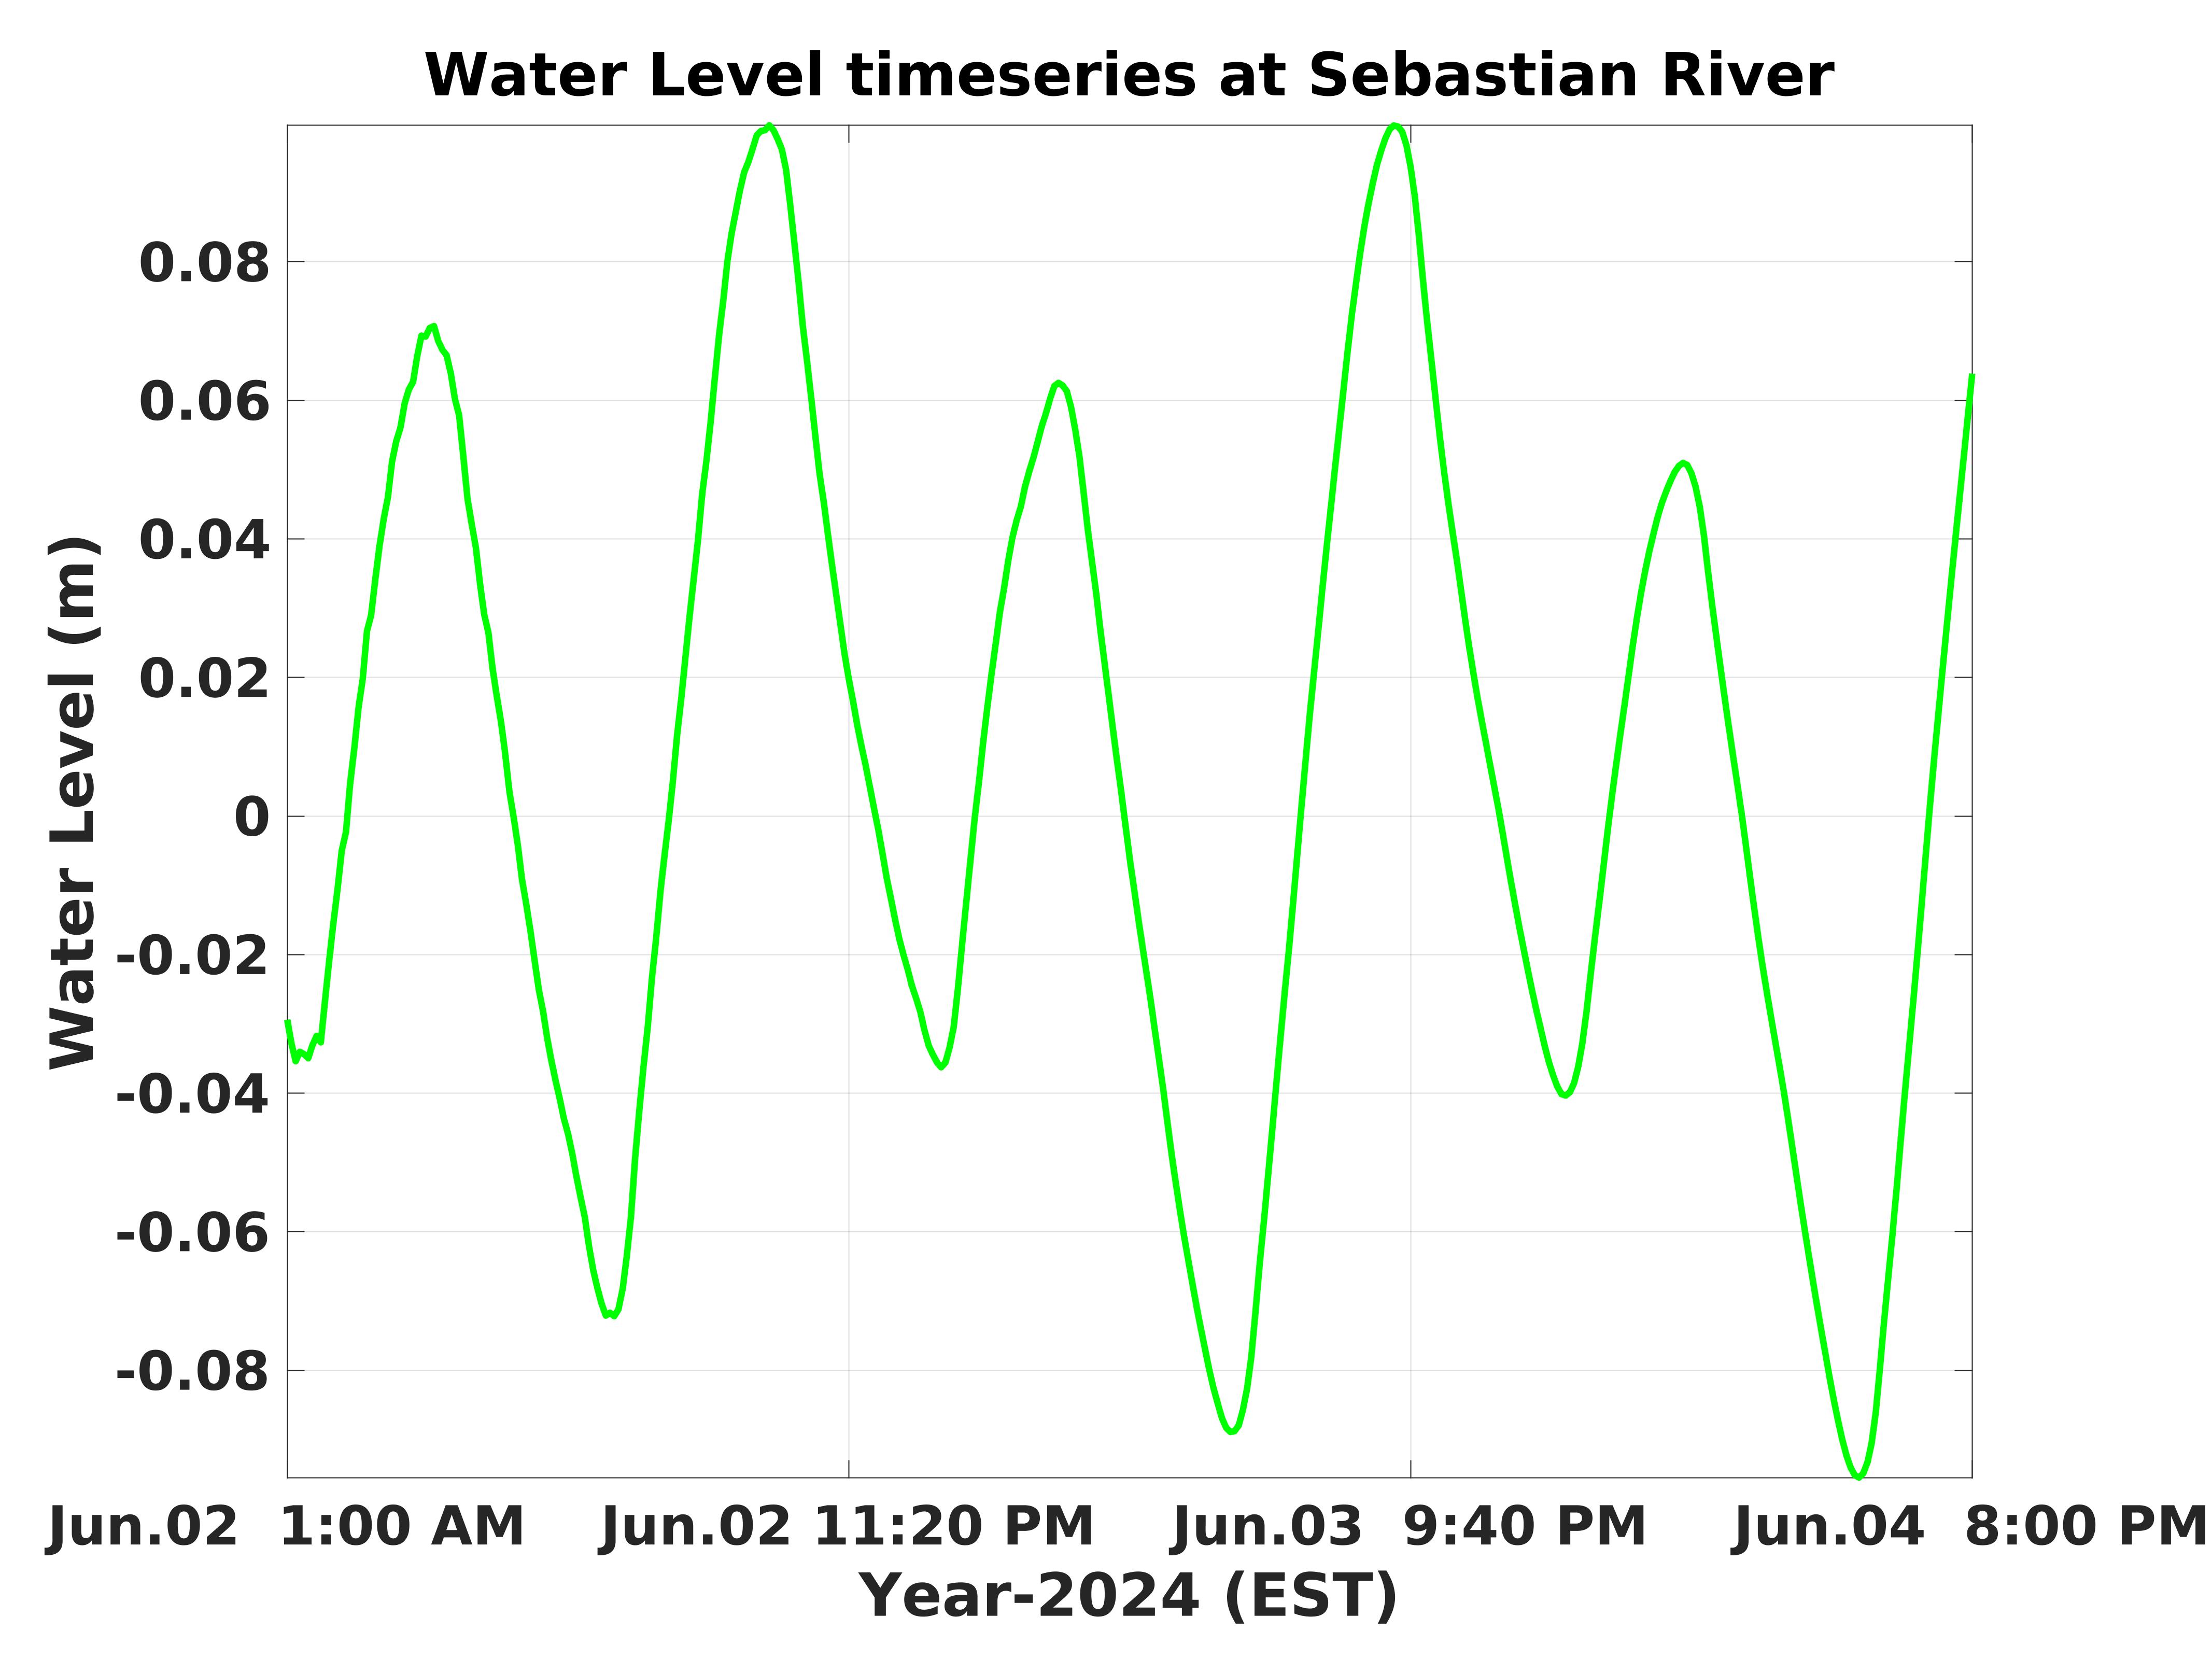 Water Level timeseries at Sebastian River
Water Level (m)
0.08
0.06
0.04
0.02
0
-0.02
-0.04
-0.06
-0.08
Jun.02 1:00 AM Jun.02 11:20 PM Jun.03 9:40 PM Jun.04 8:00 PM
Year-2024 (EST)